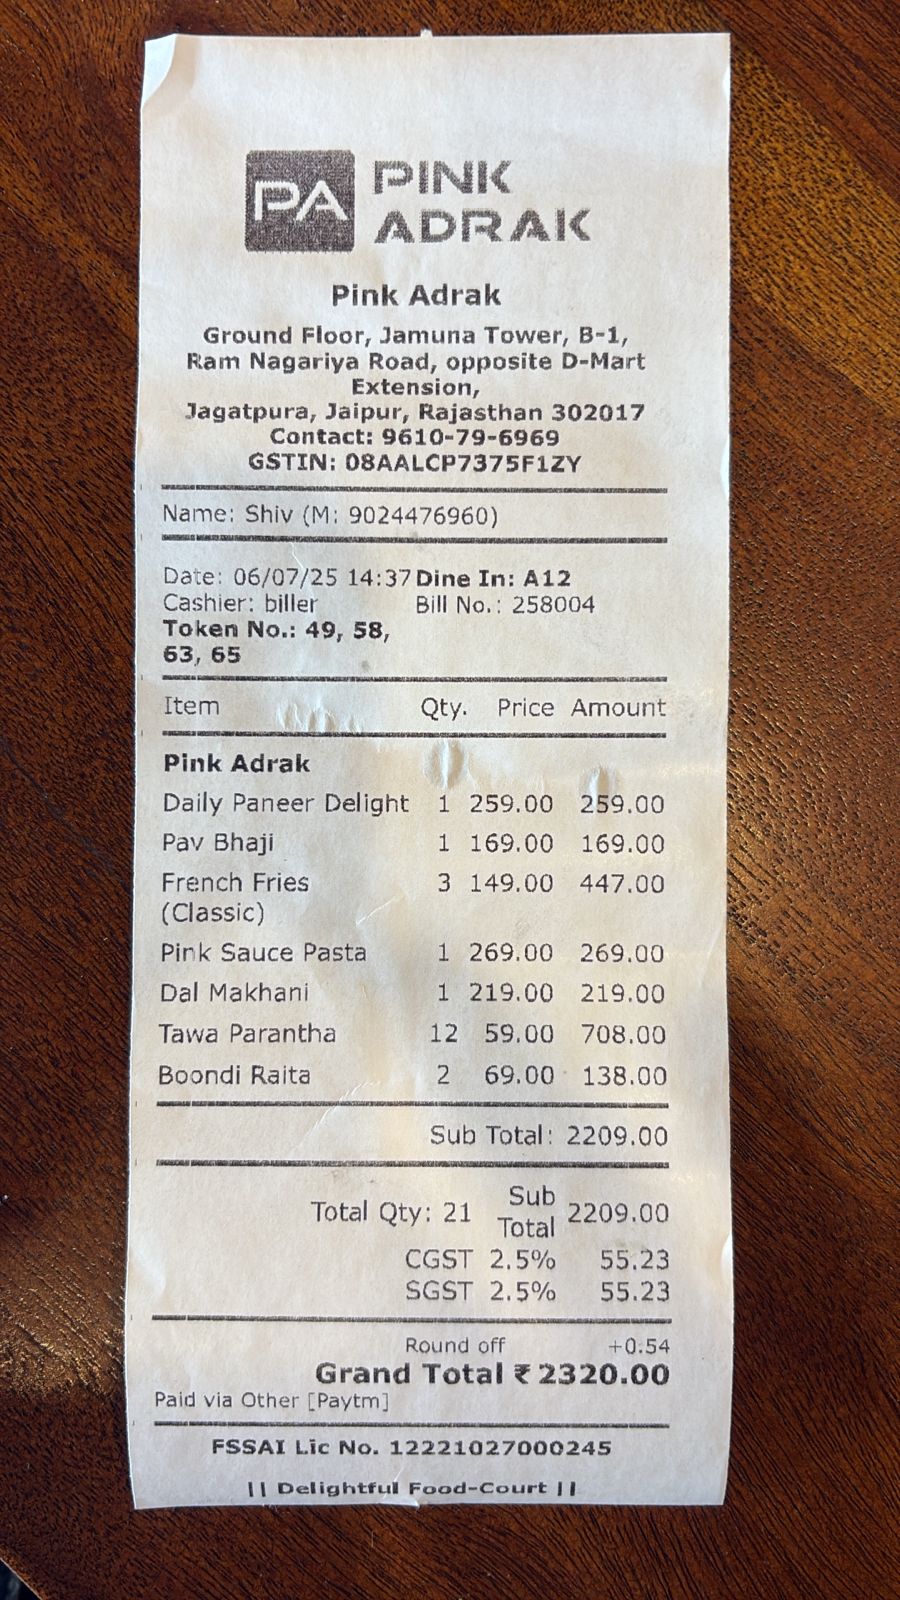 PA PINK
ADRAK
Pink Adrak
Ground Floor, Jamuna Tower, B-1,
Ram Nagariya Road, opposite D-Mart
Extension,
Jagatpura, Jaipur, Rajasthan 302017
Contact: 9610-79-6969
GSTIN: 08AALCP7375F1ZY
Name: Shiv (M: 9024476960)
Date: 06/07/25 14:37 Dine In: A12
Cashier: biller Bill No.: 258004
Token No.: 49, 58,
63, 65
Item Qty. Price Amount
Pink Adrak
Daily Paneer Delight 1 259.00 259.00
Pav Bhaji 1 169.00 169.00
French Fries 3 149.00 447.00
(Classic)
Pink Sauce Pasta 1 269.00 269.00
Dal Makhani 1 219.00 219.00
Tawa Parantha 12 59.00 708.00
Boondi Raita 2 69.00 138.00
Sub Total: 2209.00
Total Qty: 21 Sub
Total 2209.00
CGST 2.5% 55.23
SGST 2.5% 55.23
Round off +0.54
Grand Total ₹ 2320.00
Paid via Other [Paytm]
FSSAI Lic No. 12221027000245
|| Delightful Food-Court ||